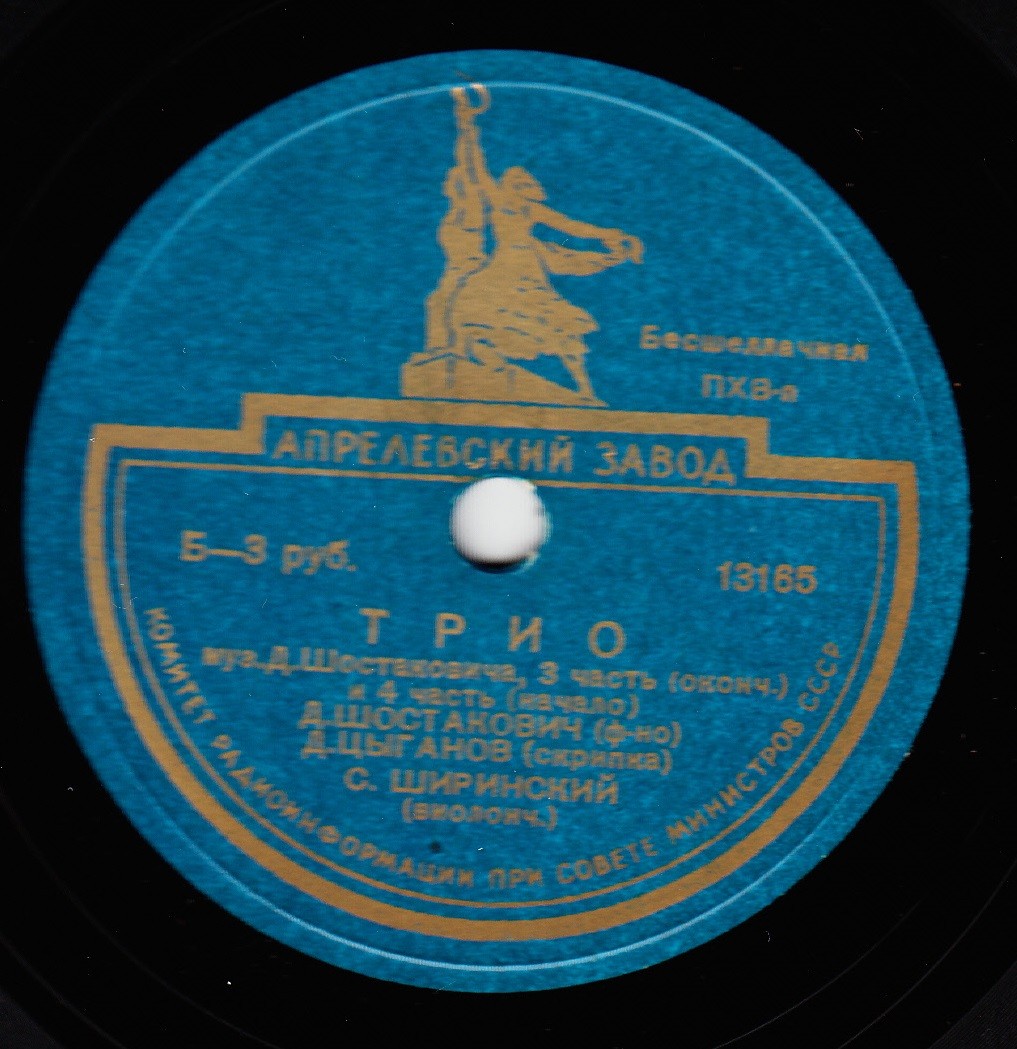 Бесшеллачная
ПХВ-а
АПРЕЛЕВСКИЙ ЗАВОД
Б—3 руб.
13165
ТРИО
муз.Д.Шостаковича, 3 часть (оконч.)
и 4 часть (начало)
Д.ШОСТАКОВИЧ (ф-но)
Д.ЦЫГАНОВ (скрипка)
С. ШИРИНСКИЙ
(виолонч.)
КОМИТЕТ РАДИОИНФОРМАЦИИ ПРИ СОВЕТЕ МИНИСТРОВ СССР